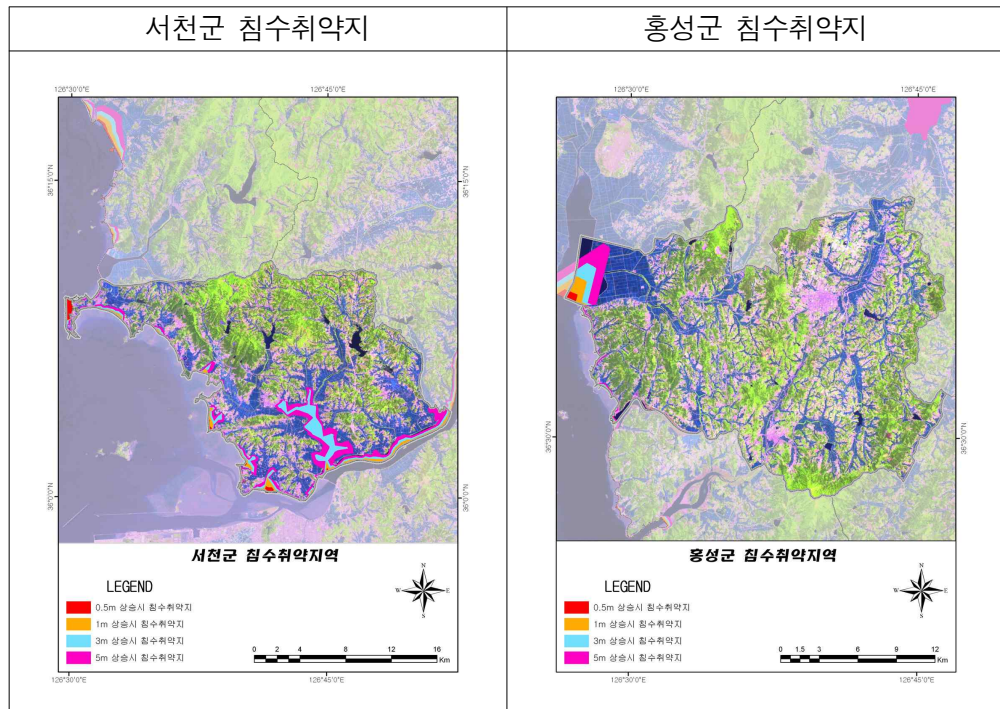 서천군 침수취약지
홍성군 침수취약지
126°30'0"E
126°45'0"E
36°15'0"N
36°15'0"N
36°0'0"N
36°0'0"N
서천군 침수취약지역
LEGEND
0.5m 상승시 침수취약지
1m 상승시 침수취약지
3m 상승시 침수취약지
5m 상승시 침수취약지
N
W
E
S
0 2 4 8 12 16
Km
126°30'0"E
126°45'0"E
126°30'0"E
126°45'0"E
36°30'0"N
36°30'0"N
홍성군 침수취약지역
LEGEND
0.5m 상승시 침수취약지
1m 상승시 침수취약지
3m 상승시 침수취약지
5m 상승시 침수취약지
N
W
E
S
0 1.5 3 6 9 12
Km
126°30'0"E
126°45'0"E